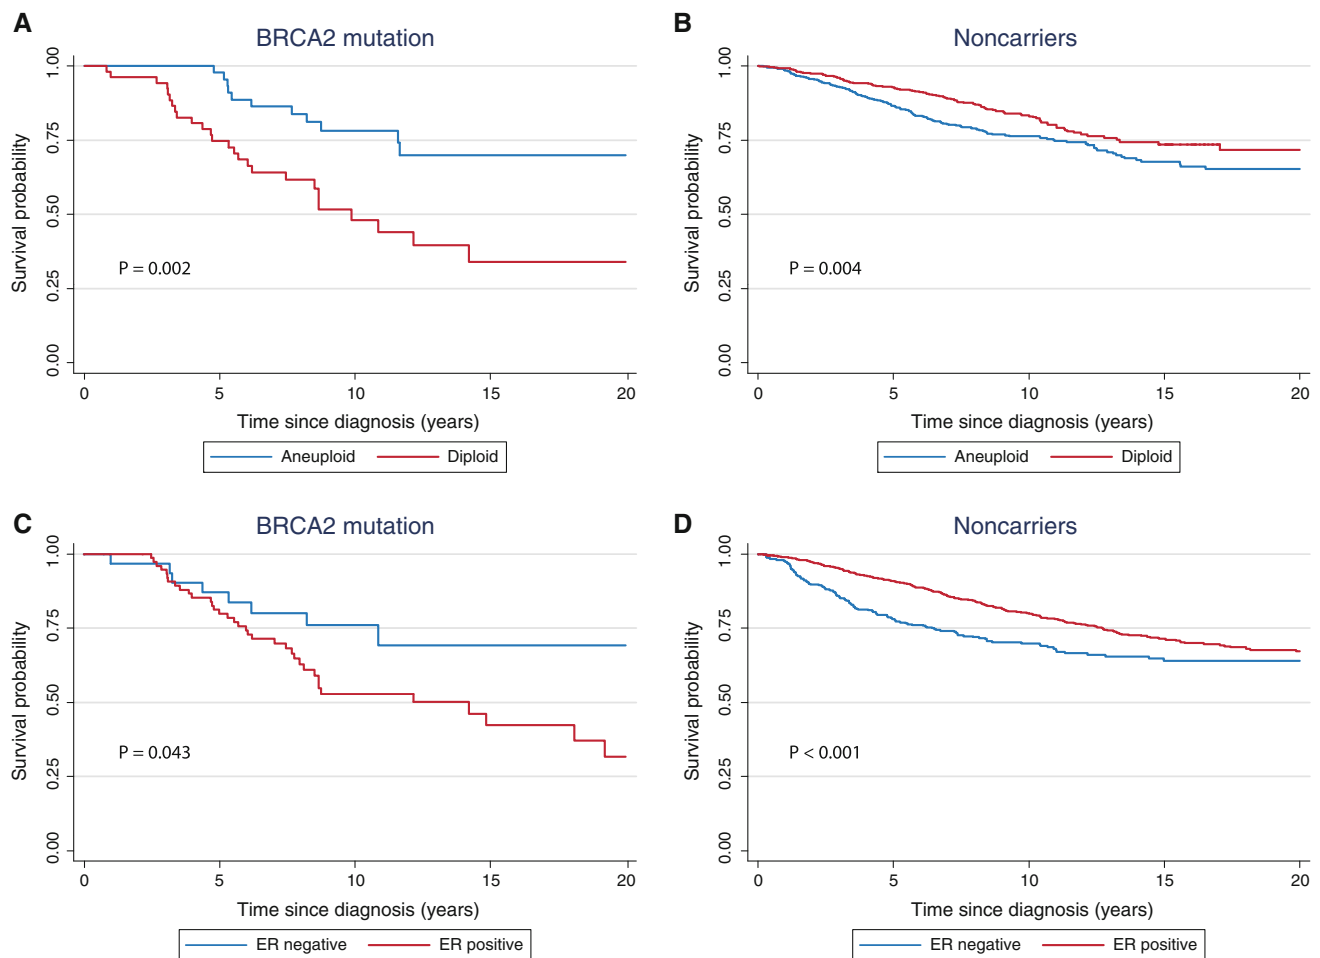 A
BRCA2 mutation
Survival probability
1.00
0.75
0.50
0.25
0.00
P = 0.002
0 5 10 15 20
Time since diagnosis (years)
Aneuploid Diploid
B
Noncarriers
Survival probability
1.00
0.75
0.50
0.25
0.00
P = 0.004
0 5 10 15 20
Time since diagnosis (years)
Aneuploid Diploid
C
BRCA2 mutation
Survival probability
1.00
0.75
0.50
0.25
0.00
P = 0.043
0 5 10 15 20
Time since diagnosis (years)
ER negative ER positive
D
Noncarriers
Survival probability
1.00
0.75
0.50
0.25
0.00
P < 0.001
0 5 10 15 20
Time since diagnosis (years)
ER negative ER positive